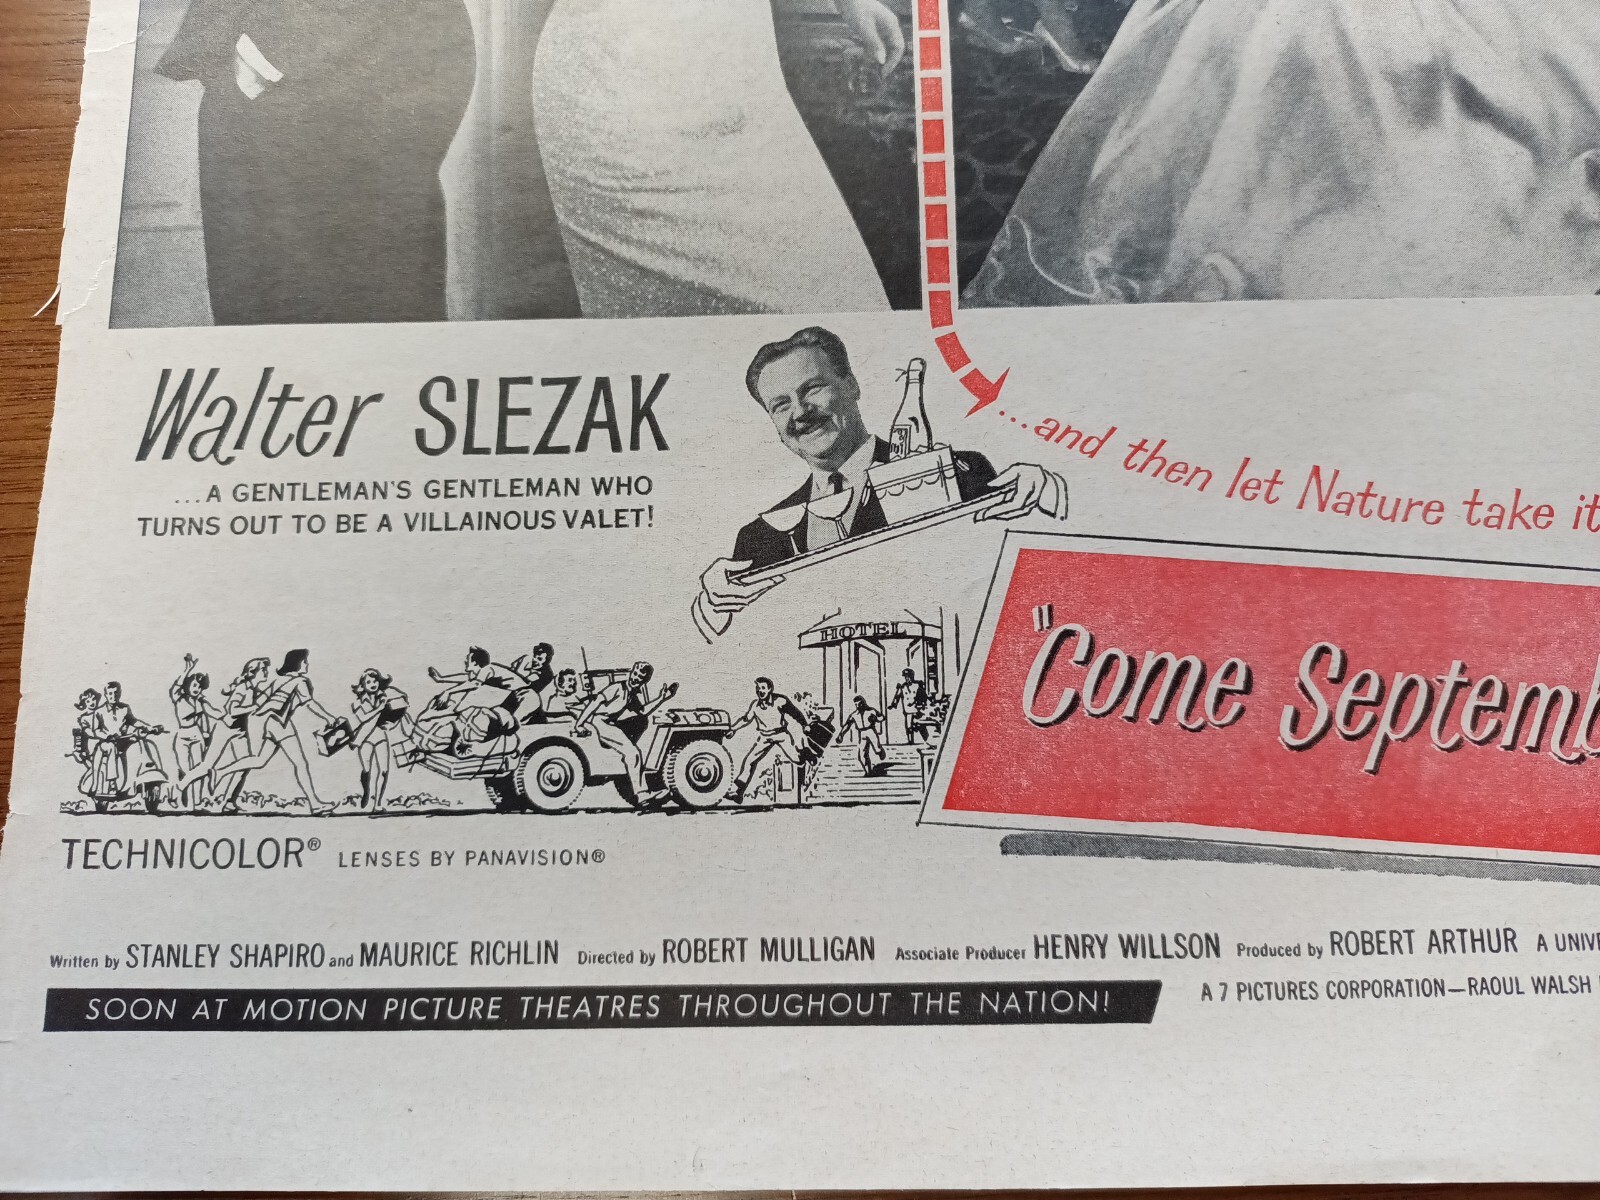 Walter SLEZAK
...A GENTLEMAN'S GENTLEMAN WHO
TURNS OUT TO BE A VILLAINOUS VALET!
...and then let Nature take it
HOTEL
"Come Septemb
TECHNICOLOR® LENSES BY PANAVISION®
Written by STANLEY SHAPIRO and MAURICE RICHLIN Directed by ROBERT MULLIGAN Associate Producer HENRY WILLSON Produced by ROBERT ARTHUR A UNIVE
SOON AT MOTION PICTURE THEATRES THROUGHOUT THE NATION!
A 7 PICTURES CORPORATION—RAOUL WALSH